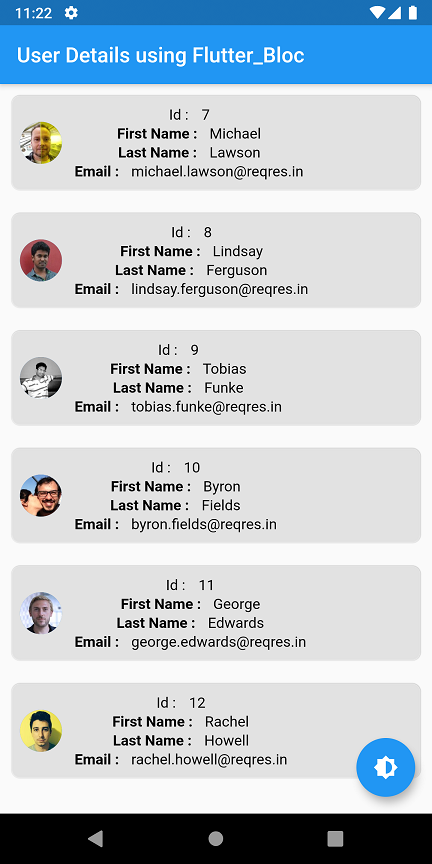 11:22
User Details using Flutter_Bloc
Id : 7
First Name : Michael
Last Name : Lawson
Email : michael.lawson@reqres.in
Id : 8
First Name : Lindsay
Last Name : Ferguson
Email : lindsay.ferguson@reqres.in
Id : 9
First Name : Tobias
Last Name : Funke
Email : tobias.funke@reqres.in
Id : 10
First Name : Byron
Last Name : Fields
Email : byron.fields@reqres.in
Id : 11
First Name : George
Last Name : Edwards
Email : george.edwards@reqres.in
Id : 12
First Name : Rachel
Last Name : Howell
Email : rachel.howell@reqres.in